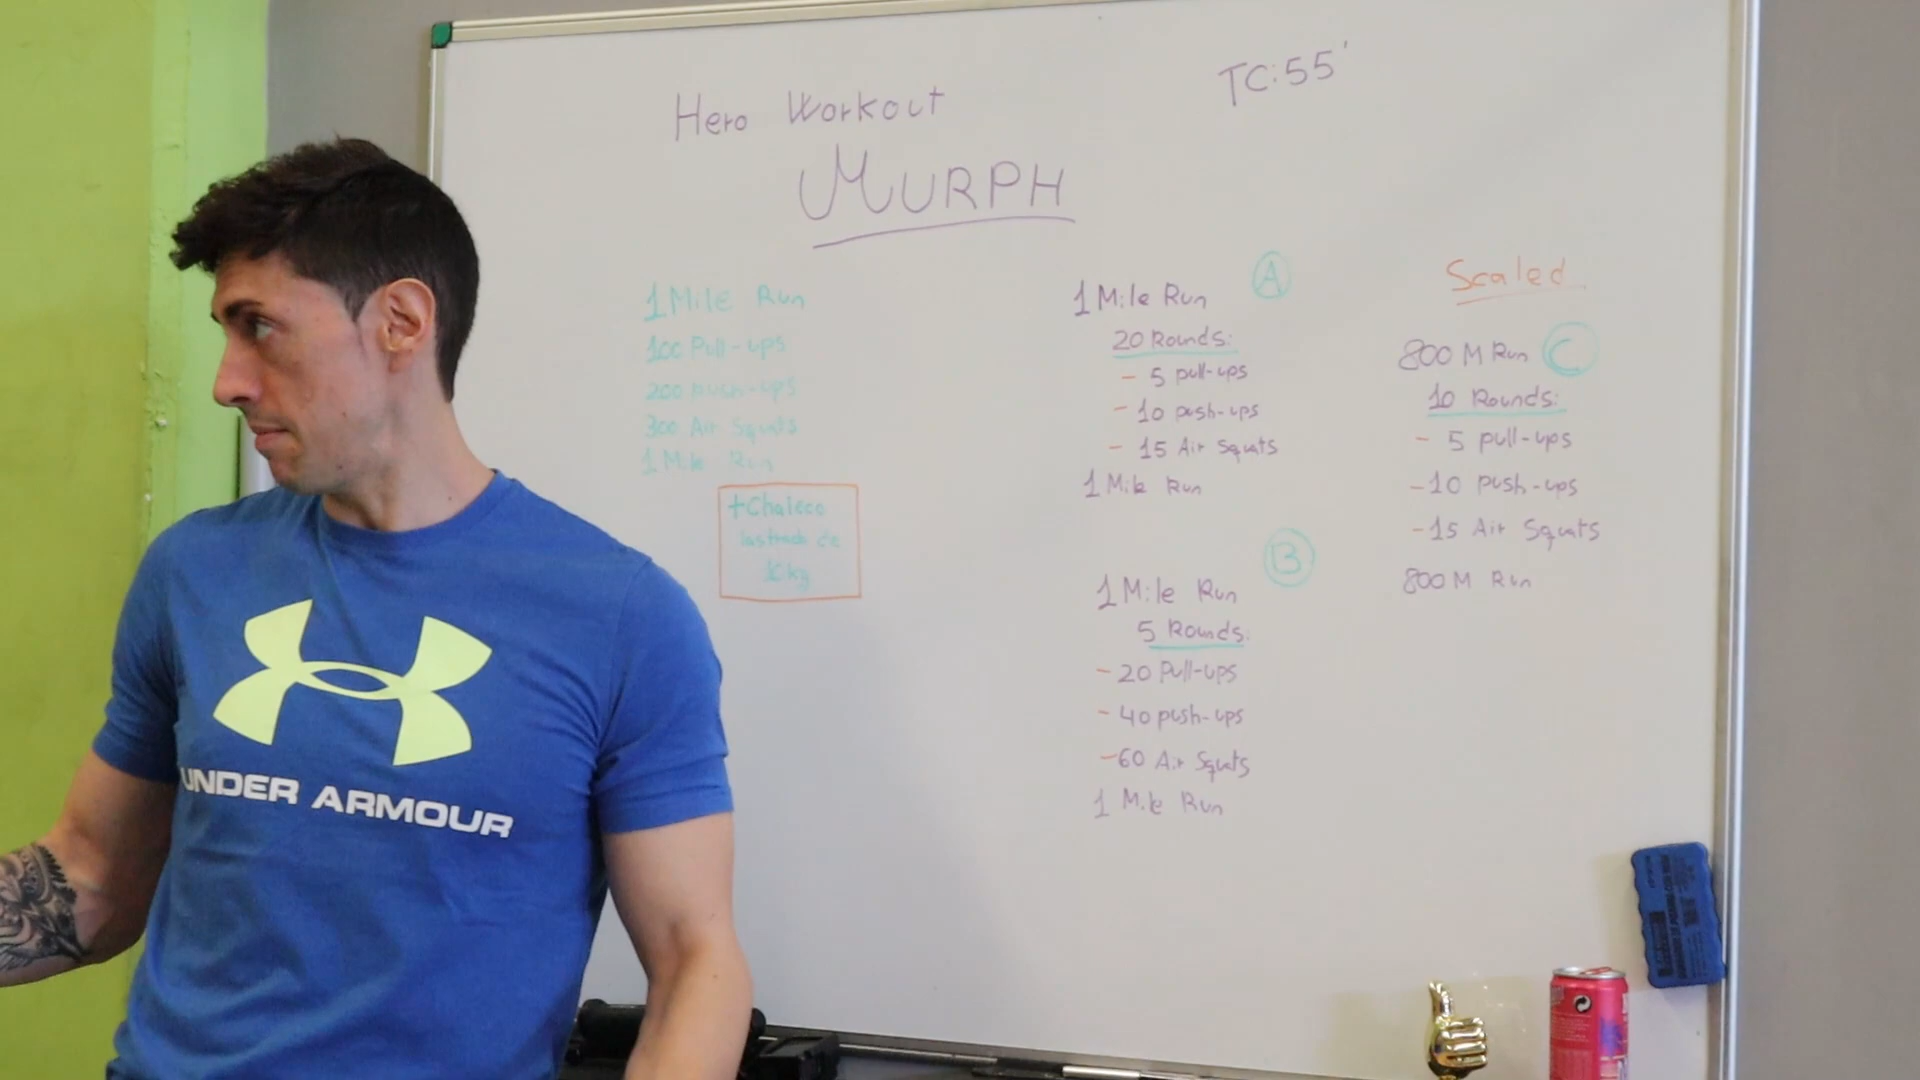 Hero Workout
MURPH
TC:55'
1 Mile Run
100 Pull-ups
200 push-ups
300 Air Squats
1 Mile Run
+Chaleco
lastrado de
10kg
A
1 Mile Run
20 Rounds:
- 5 pull-ups
- 10 push-ups
- 15 Air Squats
1 Mile Run
B
1 Mile Run
5 Rounds:
- 20 Pull-ups
- 40 push-ups
- 60 Air Squats
1 Mile Run
Scaled
C
800 M Run
10 Rounds:
- 5 pull-ups
- 10 push-ups
- 15 Air Squats
800 M Run
UNDER ARMOUR